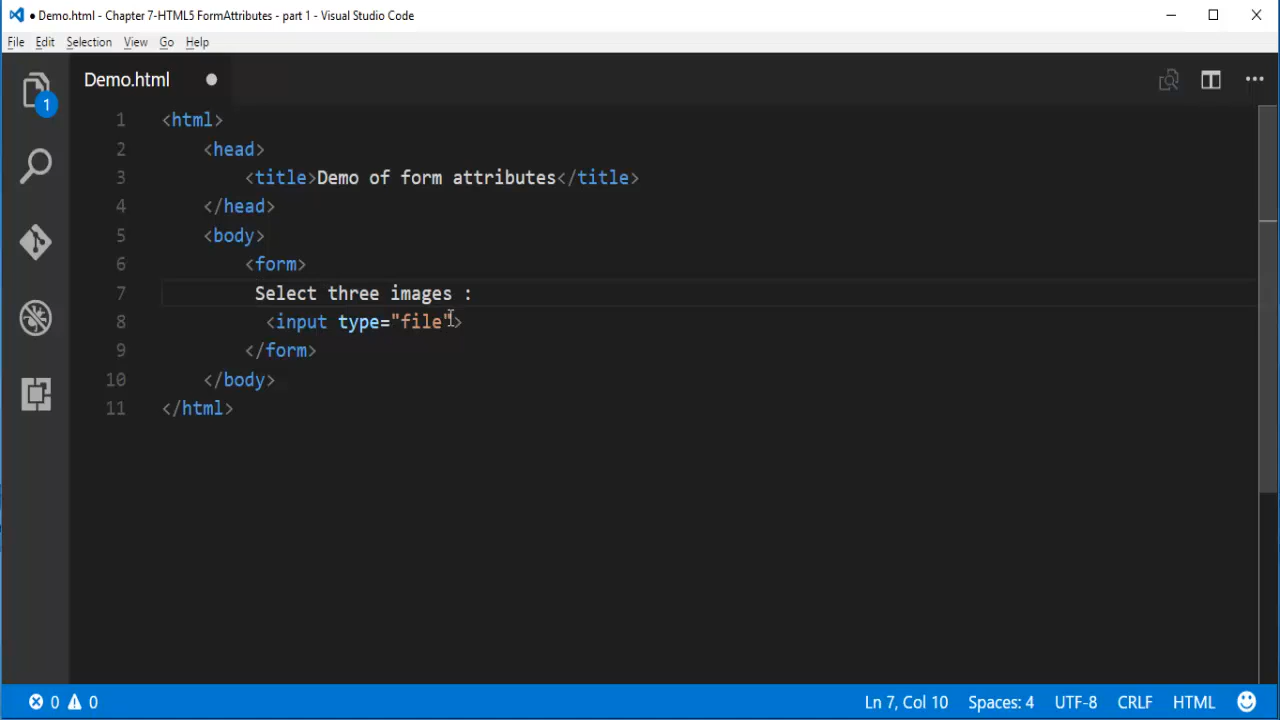 ● Demo.html - Chapter 7-HTML5 FormAttributes - part 1 - Visual Studio Code
File Edit Selection View Go Help
Demo.html ●
1
1 <html>
2 <head>
3 <title>Demo of form attributes</title>
4 </head>
5 <body>
6 <form>
7 Select three images :
8 <input type="file">
9 </form>
10 </body>
11 </html>
0 0 Ln 7, Col 10 Spaces: 4 UTF-8 CRLF HTML